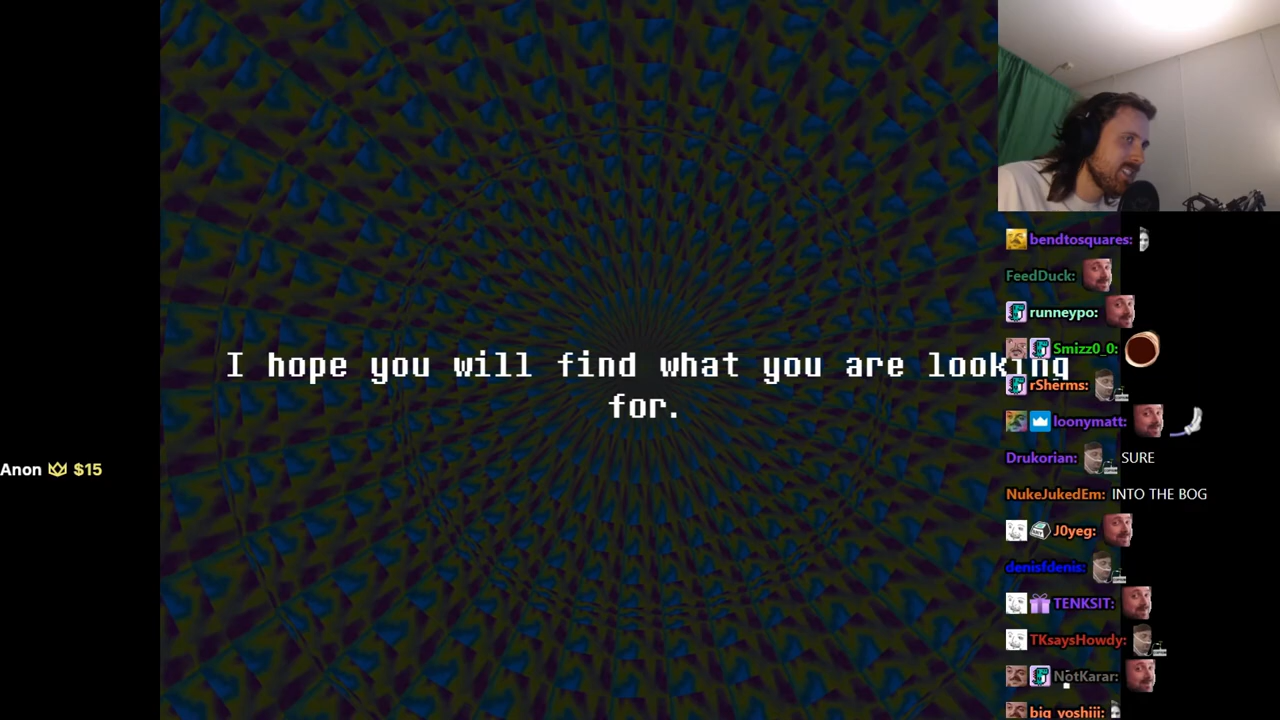 bendtosquares:
FeedDuck:
runneypo:
I hope you will find what you are looking
for.
Smizz0_0:
rSherms:
loonymatt:
Drukorian: SURE
Anon $15
NukeJukedEm: INTO THE BOG
J0yeg:
denisfdenis:
TENKSIT:
TKsaysHowdy:
NotKarar:
big_yoshiii: